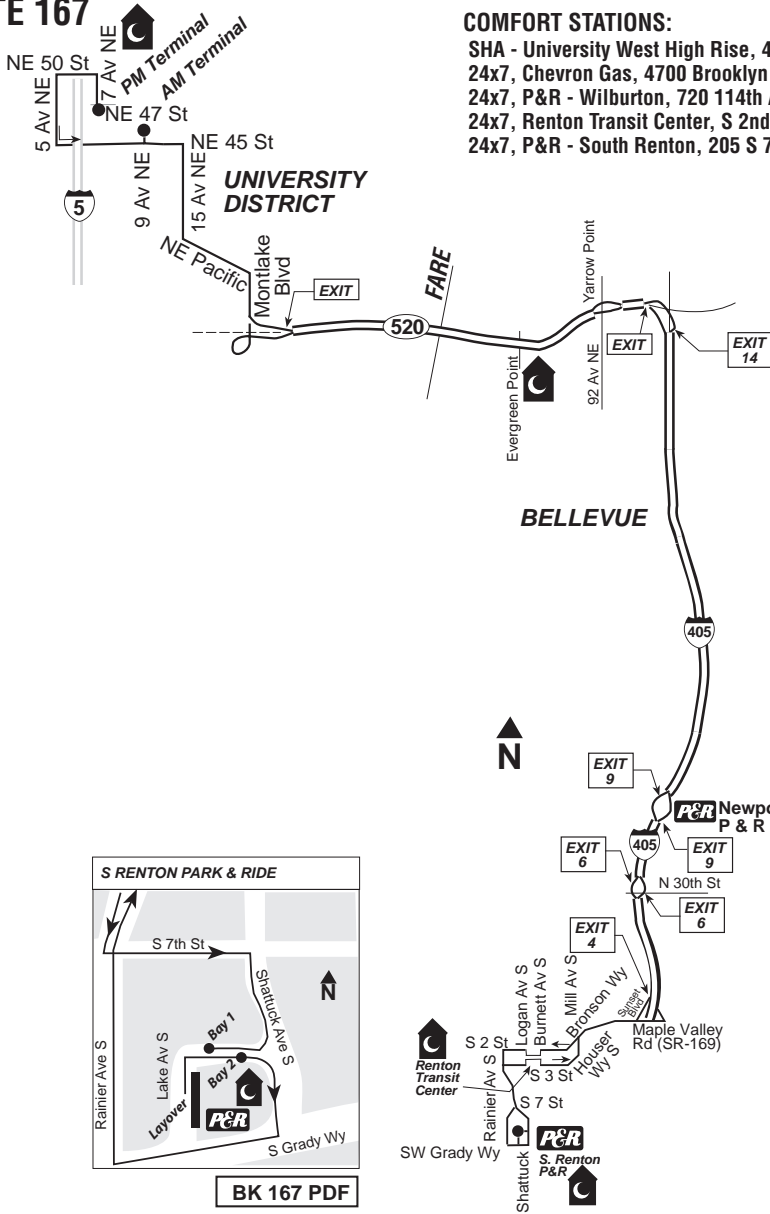 TE 167
COMFORT STATIONS:
SHA - University West High Rise, 4
24x7, Chevron Gas, 4700 Brooklyn
24x7, P&R - Wilburton, 720 114th A
24x7, Renton Transit Center, S 2nd
24x7, P&R - South Renton, 205 S 7
NE 50 St
7 Av NE
PM Terminal
AM Terminal
5 Av NE
NE 47 St
9 Av NE
15 Av NE
NE 45 St
UNIVERSITY
DISTRICT
5
NE Pacific
Montlake
Blvd
EXIT
520
FARE
Evergreen Point
Yarrow Point
92 Av NE
EXIT
EXIT
14
BELLEVUE
405
N
EXIT
9
P&R
Newpo
P & R
405
EXIT
9
EXIT
6
N 30th St
EXIT
6
EXIT
4
Sunset
Blvd
Maple Valley
Rd (SR-169)
Logan Av S
Burnett Av S
Mill Av S
Bronson Wy
Houser
Wy S
S 2 St
S 3 St
Renton
Transit
Center
Rainier Av S
S 7 St
SW Grady Wy
Shattuck
P&R
S. Renton
P&R
S RENTON PARK & RIDE
S 7th St
Shattuck Ave S
N
Bay 1
Bay 2
Lake Av S
Rainier Ave S
Layover
P&R
S Grady Wy
BK 167 PDF